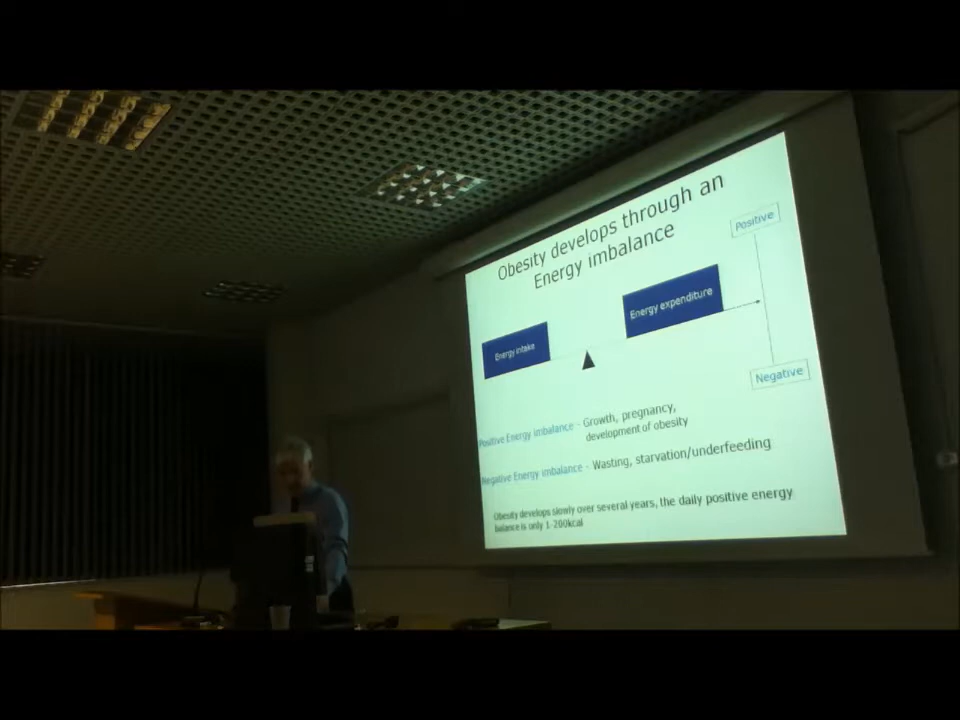 Obesity develops through an
Energy imbalance
Positive
Energy expenditure
Energy intake
Negative
Positive Energy imbalance - Growth, pregnancy,
development of obesity
Negative Energy imbalance - Wasting, starvation/underfeeding
Obesity develops slowly over several years, the daily positive energy
balance is only 1-200kcal